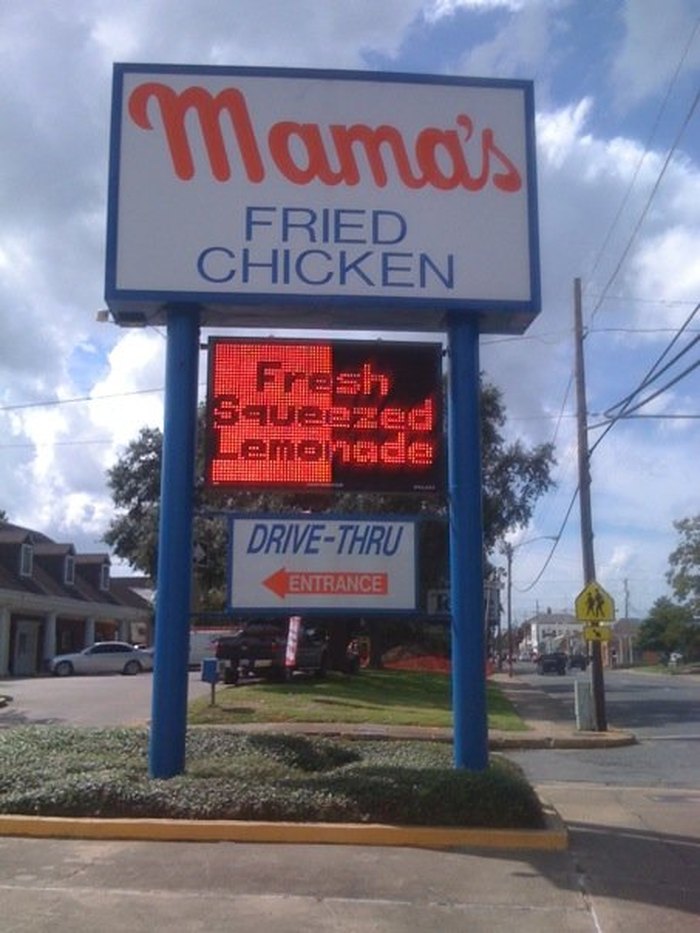 Mama's
FRIED
CHICKEN
Fresh
Squeezed
Lemonade
DRIVE-THRU
ENTRANCE